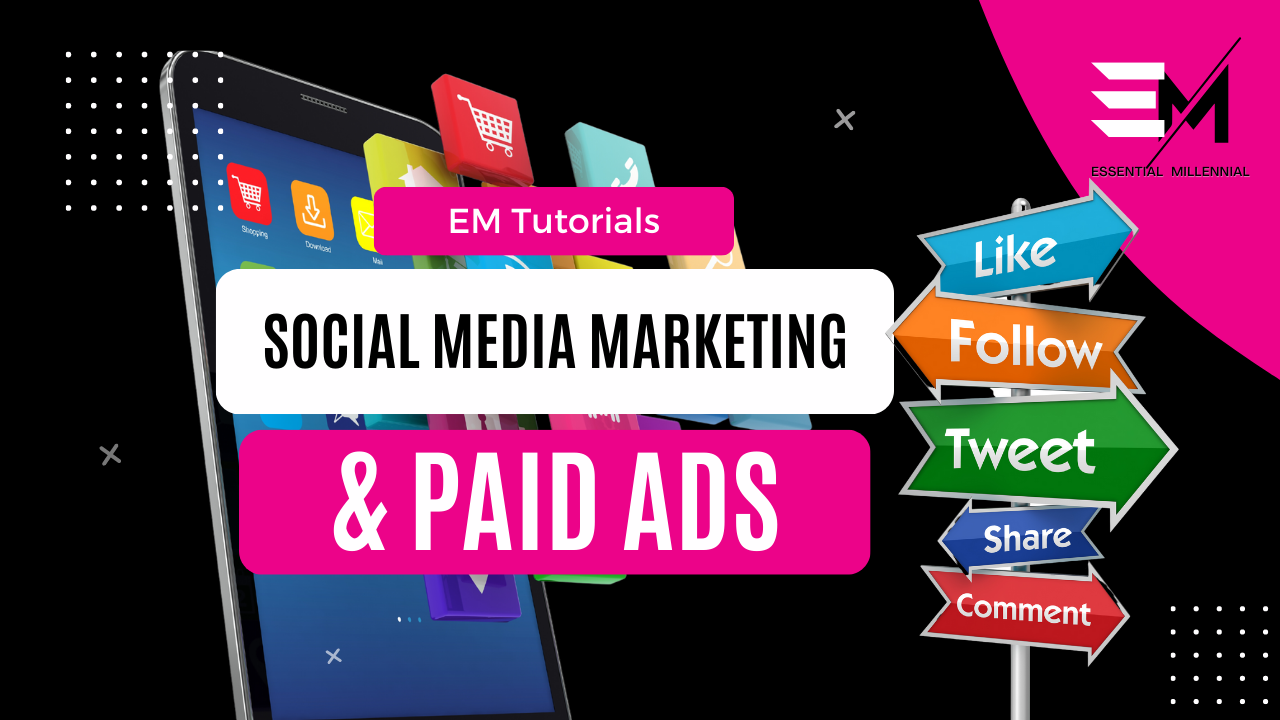 EM
ESSENTIAL MILLENNIAL
Shopping
Download
Mail
EM Tutorials
SOCIAL MEDIA MARKETING
& PAID ADS
Like
Follow
Tweet
Share
Comment